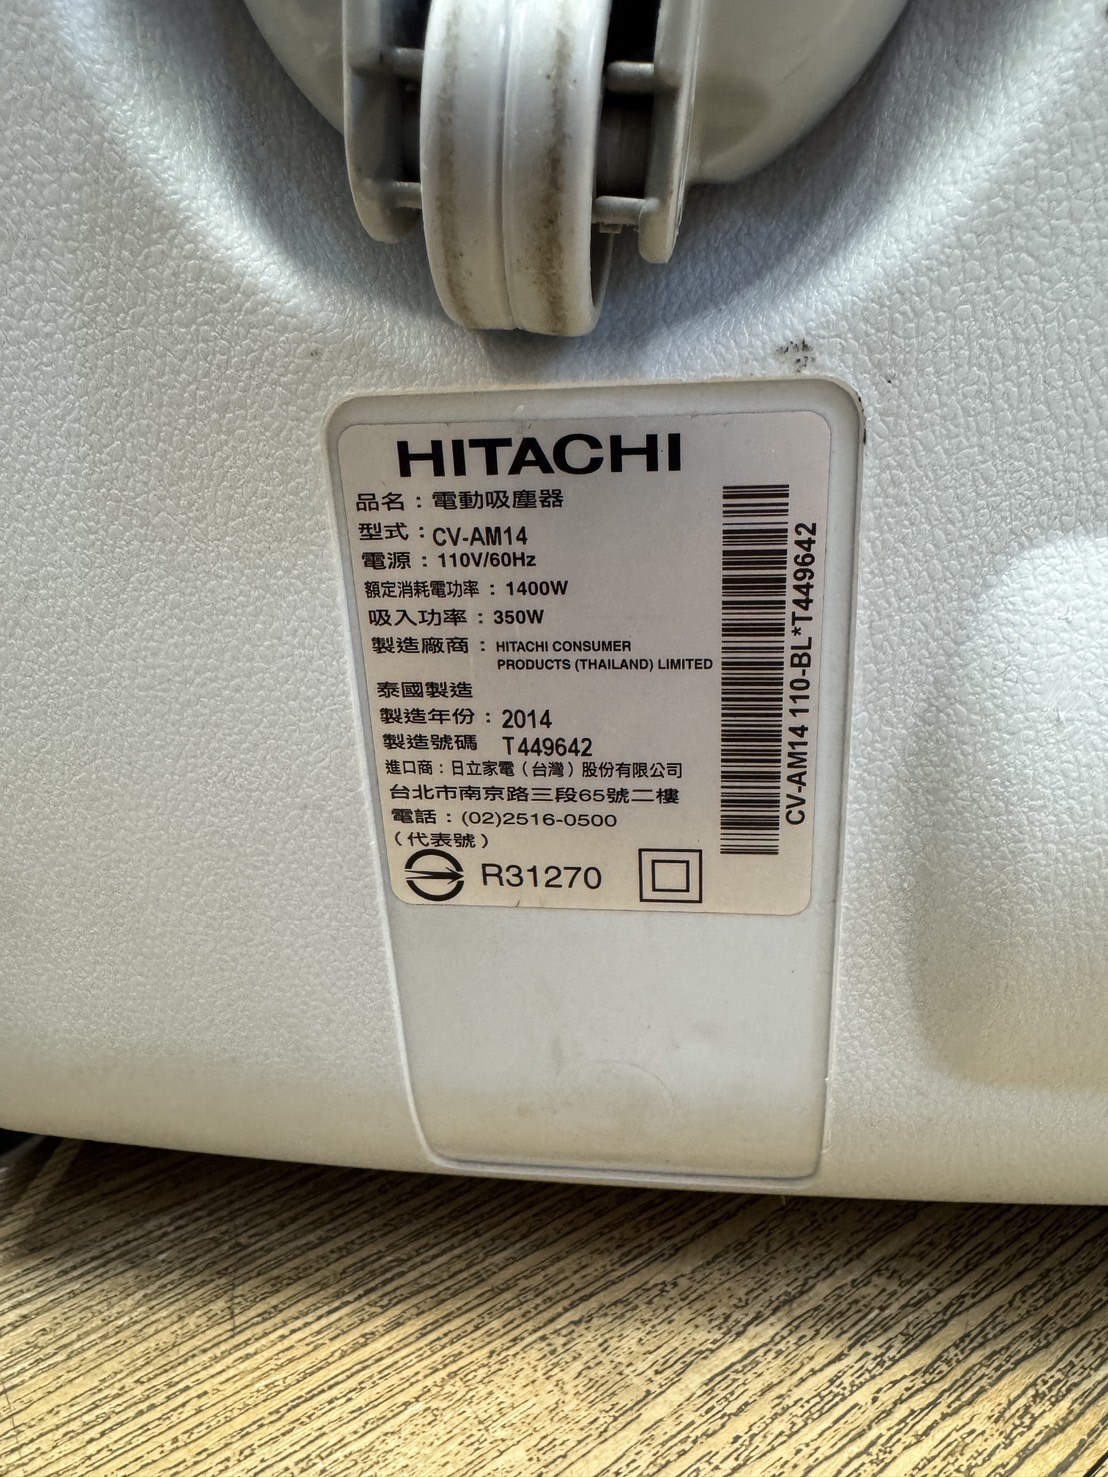 HITACHI
品名：電動吸塵器
型式：CV-AM14
電源：110V/60Hz
額定消耗電功率：1400W
吸入功率：350W
製造廠商：HITACHI CONSUMER
PRODUCTS (THAILAND) LIMITED
泰國製造
製造年份：2014
製造號碼 T449642
進口商：日立家電（台灣）股份有限公司
台北市南京路三段65號二樓
電話：(02)2516-0500
（代表號）
R31270
CV-AM14 110-BL*T449642